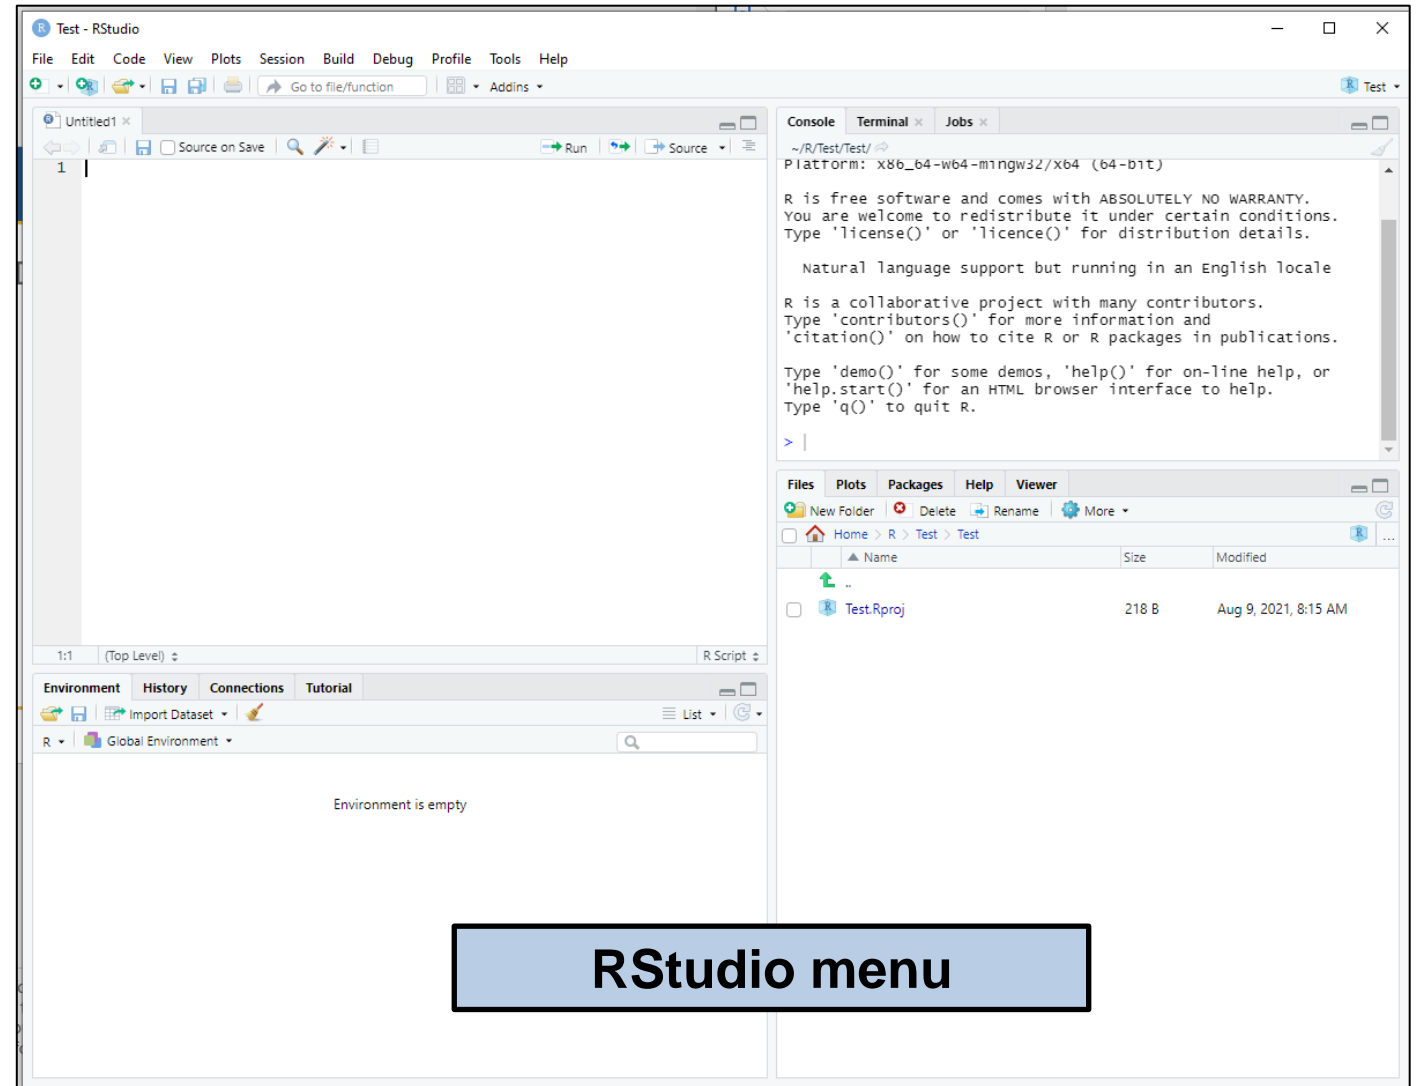 Test - RStudio
File Edit Code View Plots Session Build Debug Profile Tools Help
Go to file/function Addins Test
Untitled1
Source on Save Run Source
1
1:1 (Top Level) R Script
Console Terminal Jobs
~/R/Test/Test/
Platform: x86_64-w64-mingw32/x64 (64-bit)
R is free software and comes with ABSOLUTELY NO WARRANTY.
You are welcome to redistribute it under certain conditions.
Type 'license()' or 'licence()' for distribution details.
Natural language support but running in an English locale
R is a collaborative project with many contributors.
Type 'contributors()' for more information and
'citation()' on how to cite R or R packages in publications.
Type 'demo()' for some demos, 'help()' for on-line help, or
'help.start()' for an HTML browser interface to help.
Type 'q()' to quit R.
>
Environment History Connections Tutorial
Import Dataset List
R Global Environment
Environment is empty
Files Plots Packages Help Viewer
New Folder Delete Rename More
Home > R > Test > Test ...
Name Size Modified
..
Test.Rproj 218 B Aug 9, 2021, 8:15 AM
RStudio menu